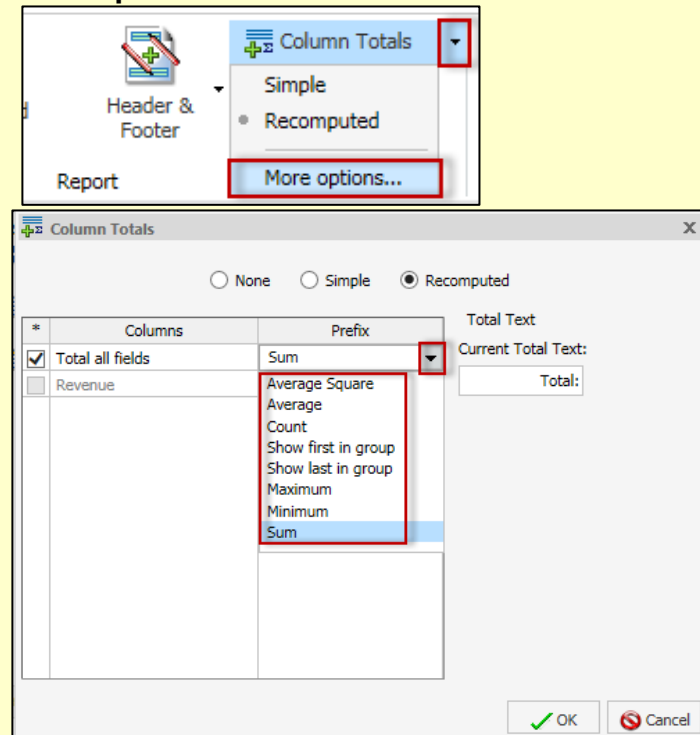 Column Totals
Simple
Header &
Footer
Recomputed
Report
More options...
Column Totals
X
None
Simple
Recomputed
*
Columns
Prefix
Total Text
Total all fields
Sum
Current Total Text:
Revenue
Total:
Average Square
Average
Count
Show first in group
Show last in group
Maximum
Minimum
Sum
OK
Cancel